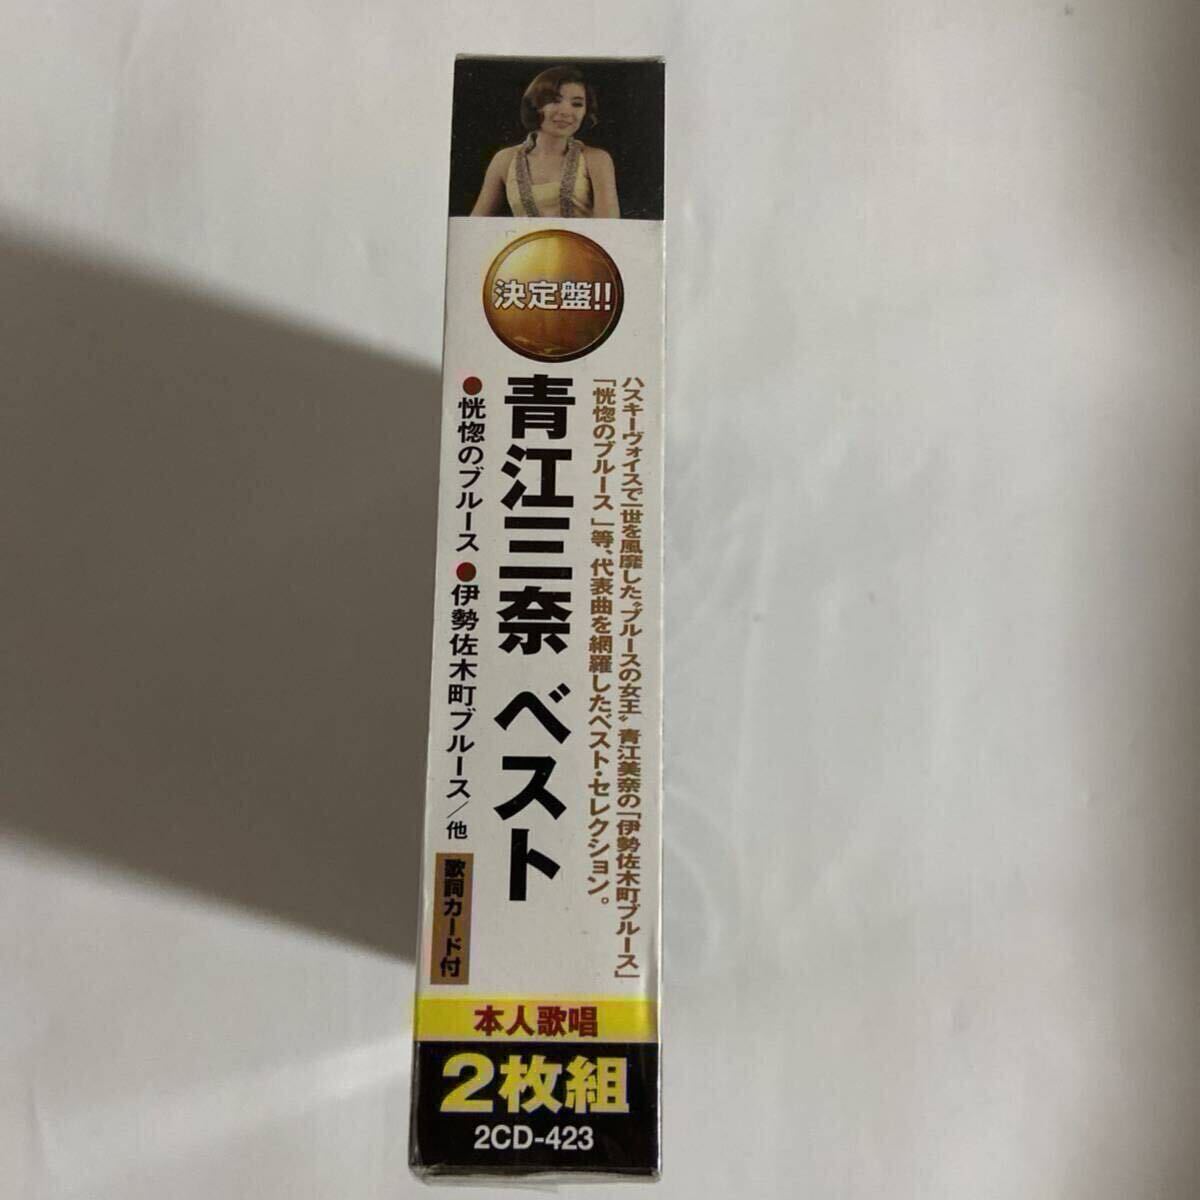 決定盤!!
ハスキーヴォイスで一世を風靡した〝ブルースの女王〟青江美奈の「伊勢佐木町ブルース」
「恍惚のブルース」等、代表曲を網羅したベスト・セレクション。
青江三奈 ベスト
●恍惚のブルース ●伊勢佐木町ブルース/他
歌詞カード付
本人歌唱
2枚組
2CD-423